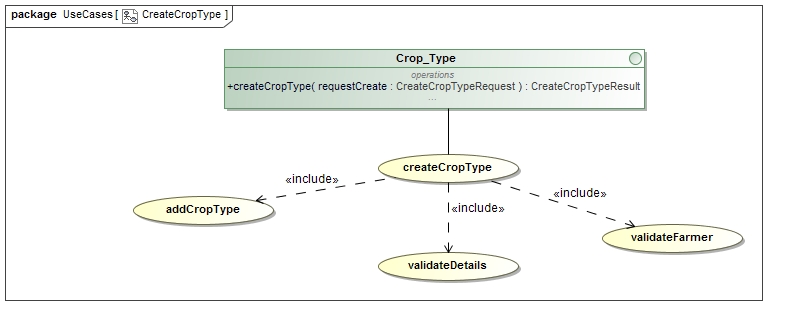 package UseCases [ CreateCropType ]
Crop_Type
operations
+createCropType( requestCreate : CreateCropTypeRequest ) : CreateCropTypeResult
...
createCropType
«include»
addCropType
«include»
«include»
validateFarmer
validateDetails